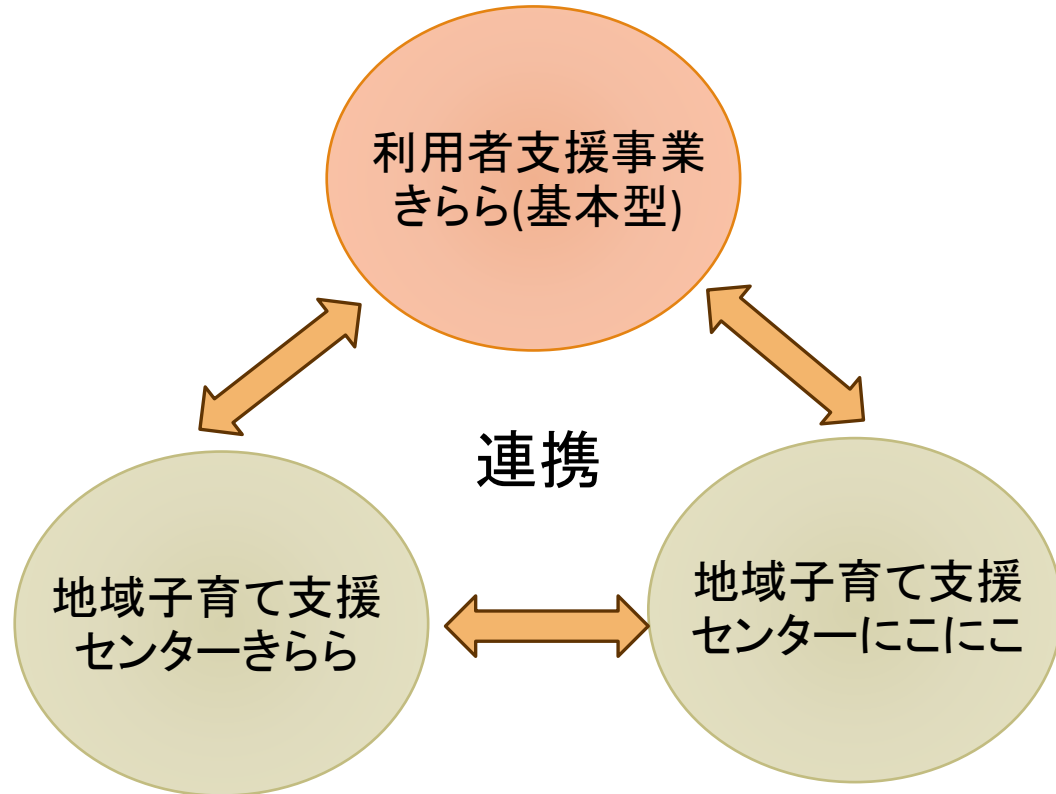 利用者支援事業
きらら(基本型)
連携
地域子育て支援
センターきらら
地域子育て支援
センターにこにこ